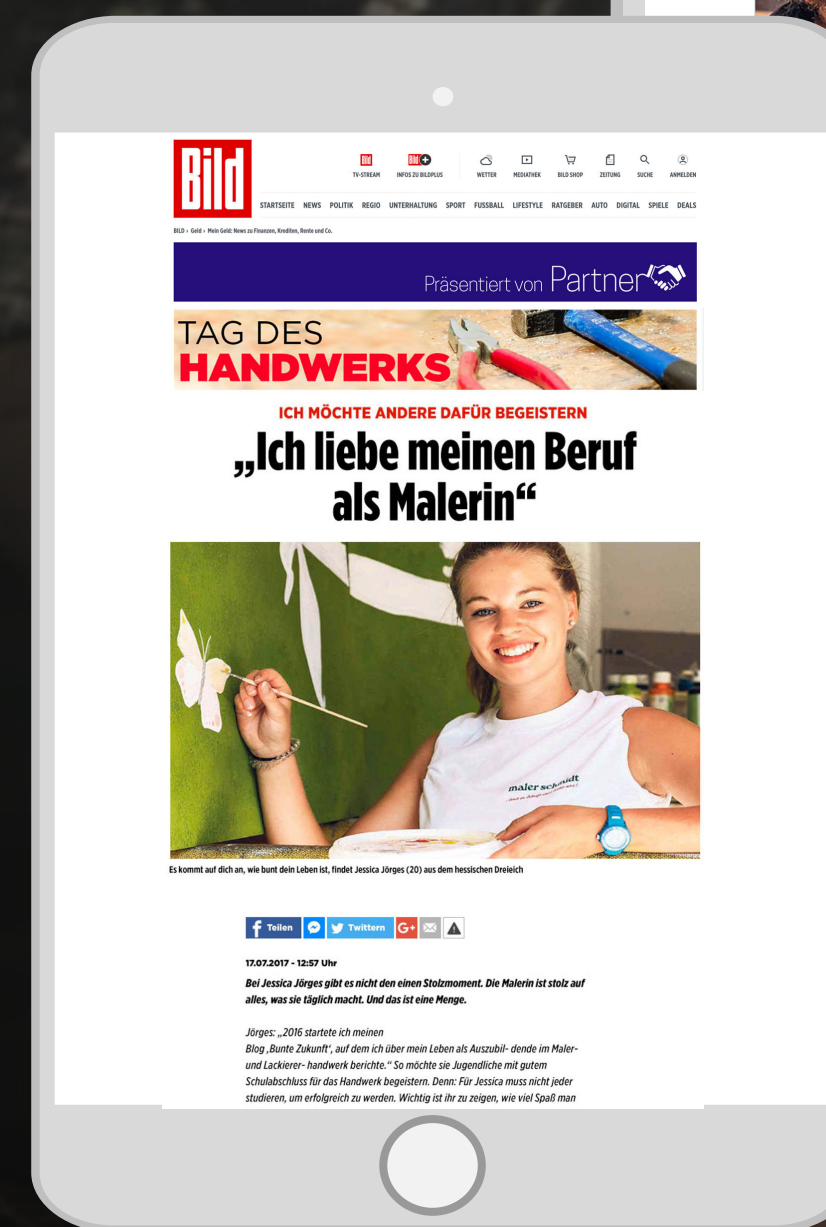 Bild
TV-STREAM INFOS ZU BILDPLUS WETTER MEDIATHEK BILD SHOP ZEITUNG SUCHE ANMELDEN
STARTSEITE NEWS POLITIK REGIO UNTERHALTUNG SPORT FUSSBALL LIFESTYLE RATGEBER AUTO DIGITAL SPIELE DEALS
BILD › Geld › Mein Geld: News zu Finanzen, Krediten, Rente und Co.
Präsentiert von Partner
TAG DES
HANDWERKS
ICH MÖCHTE ANDERE DAFÜR BEGEISTERN
„Ich liebe meinen Beruf
als Malerin“
maler schmidt
Es kommt auf dich an, wie bunt dein Leben ist, findet Jessica Jörges (20) aus dem hessischen Dreieich
Teilen Twittern G+
17.07.2017 - 12:57 Uhr
Bei Jessica Jörges gibt es nicht den einen Stolzmoment. Die Malerin ist stolz auf
alles, was sie täglich macht. Und das ist eine Menge.
Jörges: „2016 startete ich meinen
Blog ‚Bunte Zukunft‘, auf dem ich über mein Leben als Auszubil- dende im Maler-
und Lackierer- handwerk berichte.“ So möchte sie Jugendliche mit gutem
Schulabschluss für das Handwerk begeistern. Denn: Für Jessica muss nicht jeder
studieren, um erfolgreich zu werden. Wichtig ist ihr zu zeigen, wie viel Spaß man